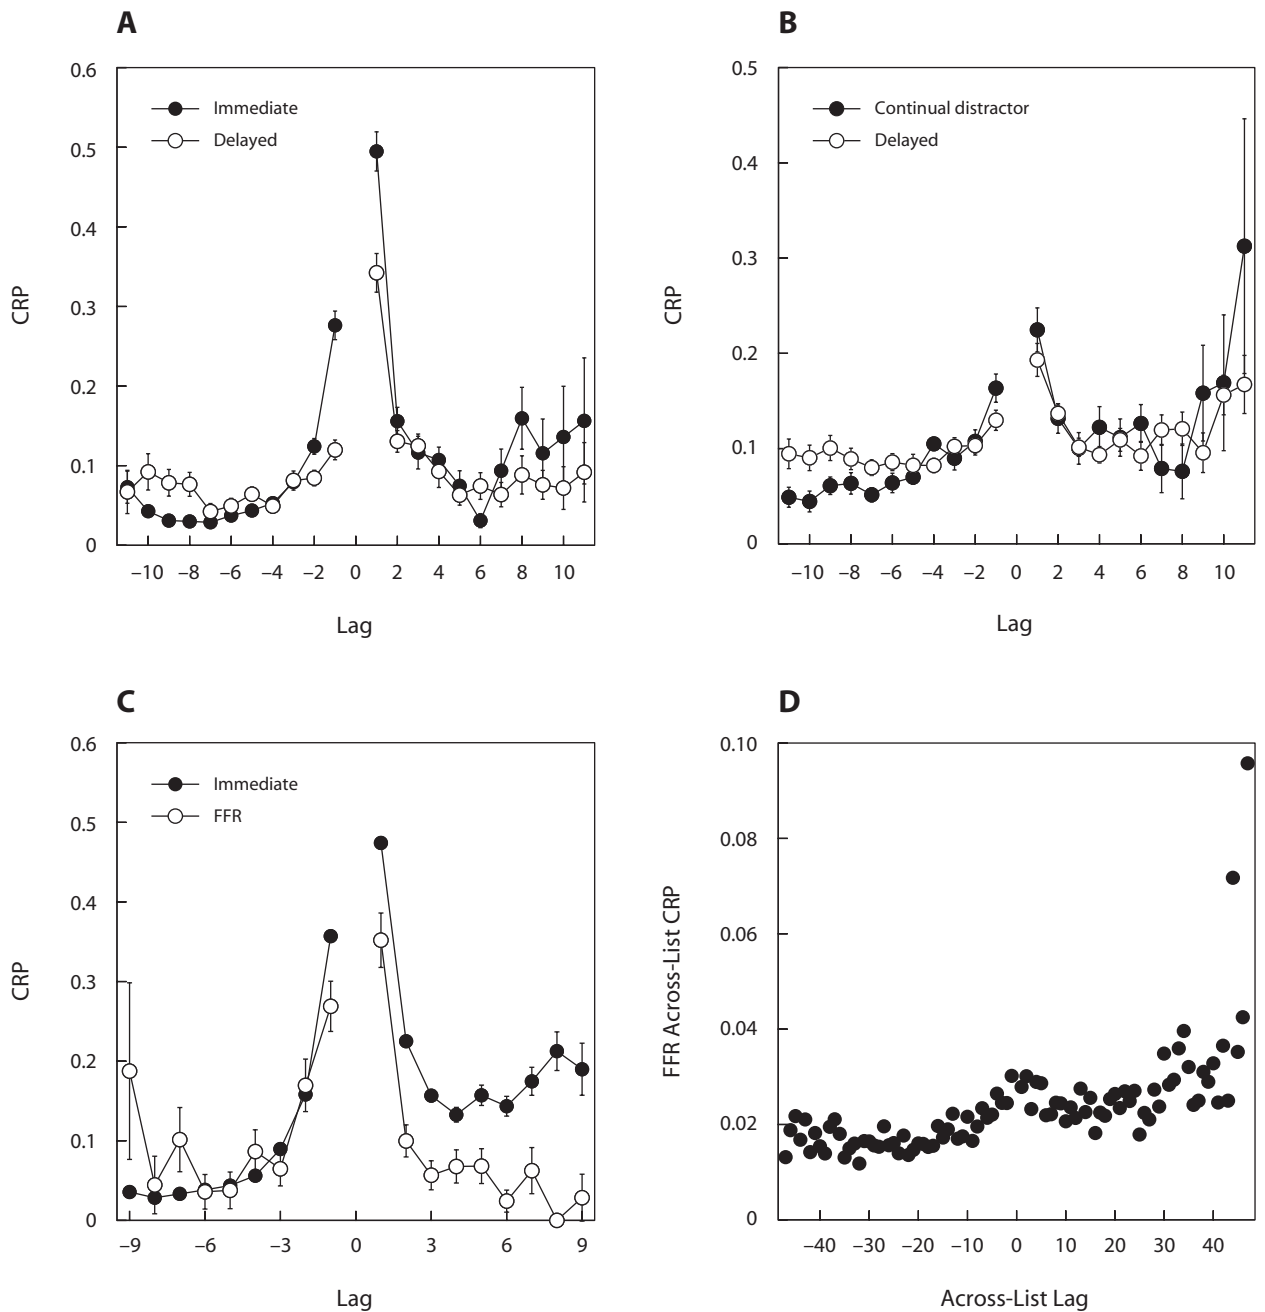 A
0.6
0.5
0.4
0.3
0.2
0.1
0
CRP
Immediate
Delayed
–10 –8 –6 –4 –2 0 2 4 6 8 10
Lag
B
0.5
0.4
0.3
0.2
0.1
0
CRP
Continual distractor
Delayed
–10 –8 –6 –4 –2 0 2 4 6 8 10
Lag
C
0.6
0.5
0.4
0.3
0.2
0.1
0
CRP
Immediate
FFR
–9 –6 –3 0 3 6 9
Lag
D
0.10
0.08
0.06
0.04
0.02
0
FFR Across-List CRP
–40 –30 –20 –10 0 10 20 30 40
Across-List Lag